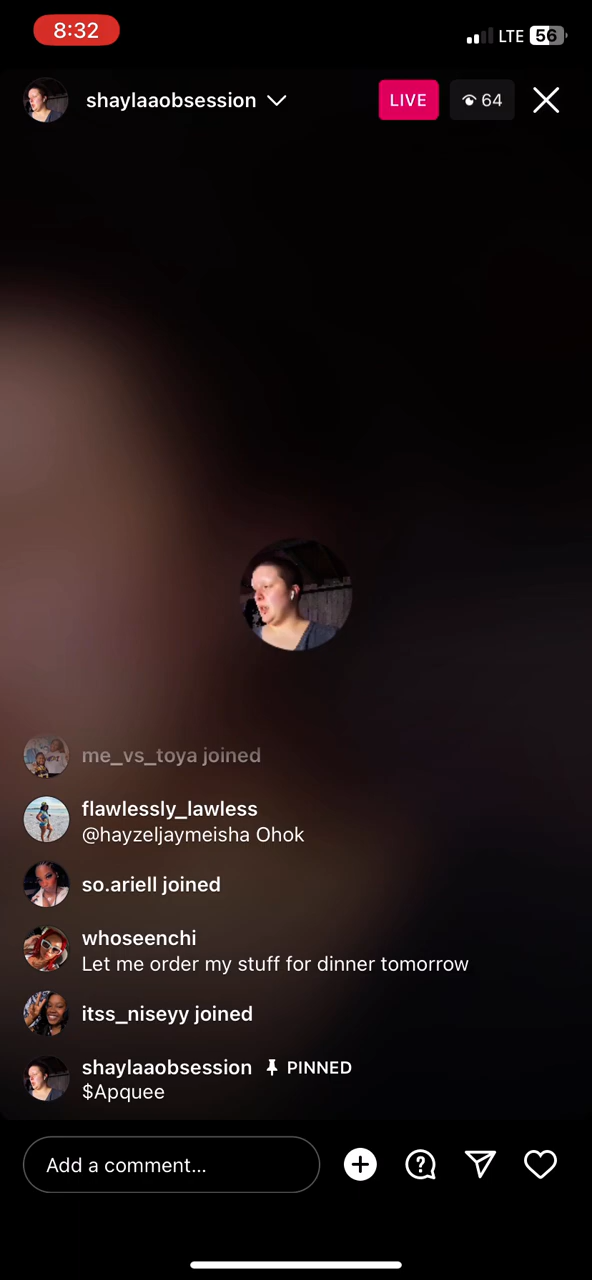 8:32
LTE 56
shaylaaobsession
LIVE
64
me_vs_toya joined
flawlessly_lawless
@hayzeljaymeisha Ohok
so.ariell joined
whoseenchi
Let me order my stuff for dinner tomorrow
itss_niseyy joined
shaylaaobsession PINNED
$Apquee
Add a comment...